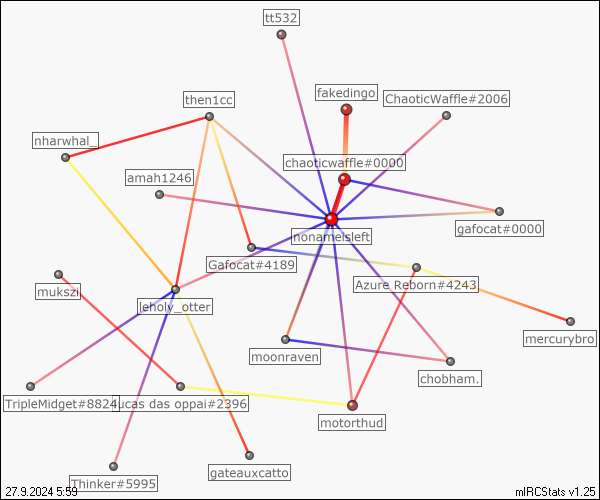 tt532
fakedingo
ChaoticWaffle#2006
then1cc
nharwhal_
chaoticwaffle#0000
amah1246
gafocat#0000
nonameisleft
Gafocat#4189
Azure Reborn#4243
mukszi
leholy_otter
mercurybro
moonraven
chobham.
TripleMidget#8824
ucas das oppai#2396
motorthud
gateauxcatto
Thinker#5995
27.9.2024 5:59
mIRCStats v1.25